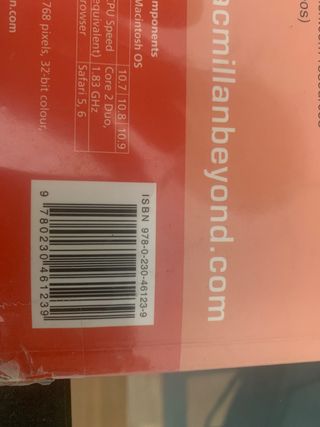 os)
acmillanbeyond.com
mponents
Macintosh OS
10.7 10.8 10.9
CPU Speed
equivalent)
Core 2 Duo,
1.83 GHz
rowser
Safari 5, 6
768 pixels, 32-bit colour,
n.com
ISBN 978-0-230-46123-9
9 780230 461239